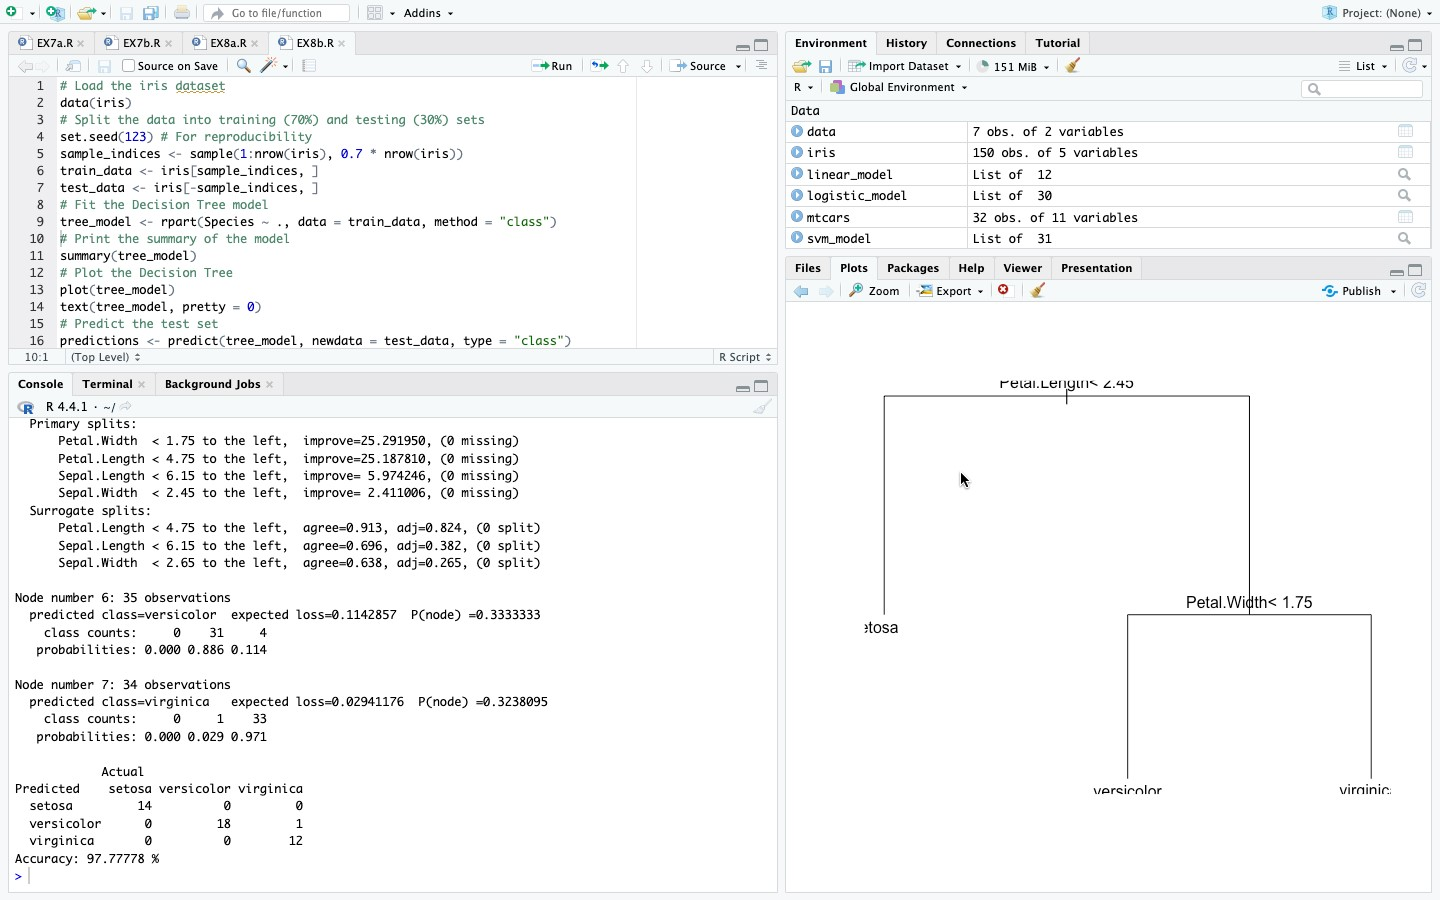 Go to file/function
Addins
Project: (None)
EX7a.R
EX7b.R
EX8a.R
EX8b.R
Source on Save
Run
Source
1 # Load the iris dataset
2 data(iris)
3 # Split the data into training (70%) and testing (30%) sets
4 set.seed(123) # For reproducibility
5 sample_indices <- sample(1:nrow(iris), 0.7 * nrow(iris))
6 train_data <- iris[sample_indices, ]
7 test_data <- iris[-sample_indices, ]
8 # Fit the Decision Tree model
9 tree_model <- rpart(Species ~ ., data = train_data, method = "class")
10 # Print the summary of the model
11 summary(tree_model)
12 # Plot the Decision Tree
13 plot(tree_model)
14 text(tree_model, pretty = 0)
15 # Predict the test set
16 predictions <- predict(tree_model, newdata = test_data, type = "class")
10:1 (Top Level) R Script
Console Terminal Background Jobs
R 4.4.1 · ~/
Primary splits:
Petal.Width < 1.75 to the left, improve=25.291950, (0 missing)
Petal.Length < 4.75 to the left, improve=25.187810, (0 missing)
Sepal.Length < 6.15 to the left, improve= 5.974246, (0 missing)
Sepal.Width < 2.45 to the left, improve= 2.411006, (0 missing)
Surrogate splits:
Petal.Length < 4.75 to the left, agree=0.913, adj=0.824, (0 split)
Sepal.Length < 6.15 to the left, agree=0.696, adj=0.382, (0 split)
Sepal.Width < 2.65 to the left, agree=0.638, adj=0.265, (0 split)
Node number 6: 35 observations
predicted class=versicolor expected loss=0.1142857 P(node) =0.3333333
class counts: 0 31 4
probabilities: 0.000 0.886 0.114
Node number 7: 34 observations
predicted class=virginica expected loss=0.02941176 P(node) =0.3238095
class counts: 0 1 33
probabilities: 0.000 0.029 0.971
Actual
Predicted setosa versicolor virginica
setosa 14 0 0
versicolor 0 18 1
virginica 0 0 12
Accuracy: 97.77778 %
>
Environment History Connections Tutorial
Import Dataset 151 MiB List
R Global Environment
Data
data 7 obs. of 2 variables
iris 150 obs. of 5 variables
linear_model List of 12
logistic_model List of 30
mtcars 32 obs. of 11 variables
svm_model List of 31
Files Plots Packages Help Viewer Presentation
Zoom Export Publish
Petal.Length< 2.45
etosa
Petal.Width< 1.75
versicolor
virginic